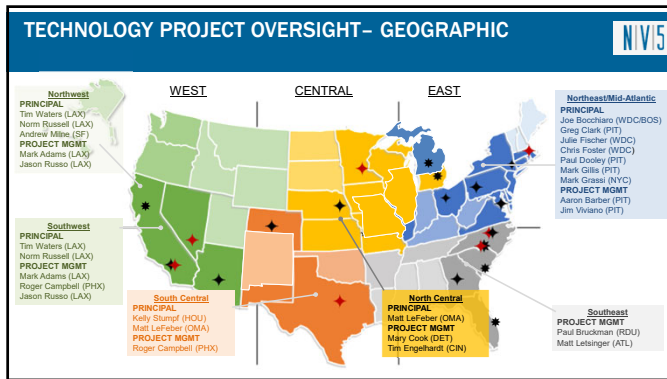 TECHNOLOGY PROJECT OVERSIGHT– GEOGRAPHIC
N|V|5
WEST
CENTRAL
EAST
Northwest
PRINCIPAL
Tim Waters (LAX)
Norm Russell (LAX)
Andrew Milne (SF)
PROJECT MGMT
Mark Adams (LAX)
Jason Russo (LAX)
Southwest
PRINCIPAL
Tim Waters (LAX)
Norm Russell (LAX)
PROJECT MGMT
Mark Adams (LAX)
Roger Campbell (PHX)
Jason Russo (LAX)
South Central
PRINCIPAL
Kelly Stumpf (HOU)
Matt LeFeber (OMA)
PROJECT MGMT
Roger Campbell (PHX)
North Central
PRINCIPAL
Matt LeFeber (OMA)
PROJECT MGMT
Mary Cook (DET)
Tim Engelhardt (CIN)
Northeast/Mid-Atlantic
PRINCIPAL
Joe Bocchiaro (WDC/BOS)
Greg Clark (PIT)
Julie Fischer (WDC)
Chris Foster (WDC)
Paul Dooley (PIT)
Mark Gillis (PIT)
Mark Grassi (NYC)
PROJECT MGMT
Aaron Barber (PIT)
Jim Viviano (PIT)
Southeast
PROJECT MGMT
Paul Bruckman (RDU)
Matt Letsinger (ATL)